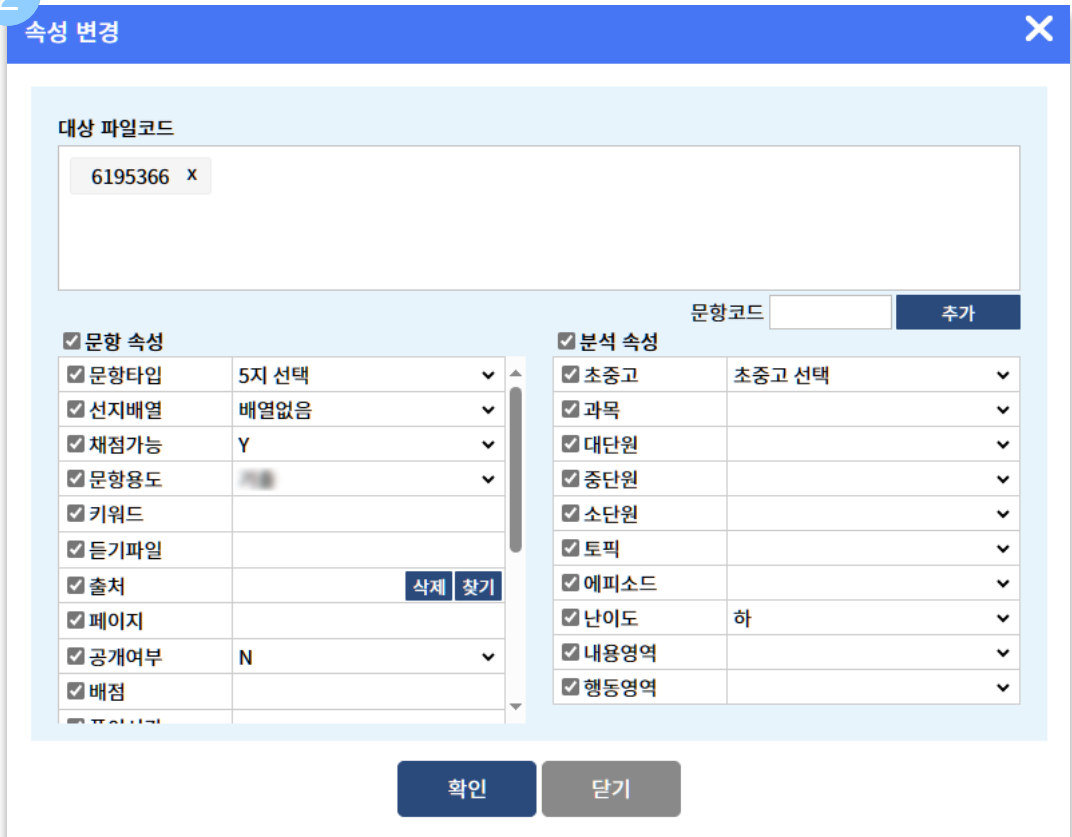 2
속성 변경
대상 파일코드
6195366 x
문항코드 추가
문항 속성
문항타입 5지 선택
선지배열 배열없음
채점가능 Y
문항용도
키워드
듣기파일
출처 삭제 찾기
페이지
공개여부 N
배점
분석 속성
초중고 초중고 선택
과목
대단원
중단원
소단원
토픽
에피소드
난이도 하
내용영역
행동영역
확인 닫기